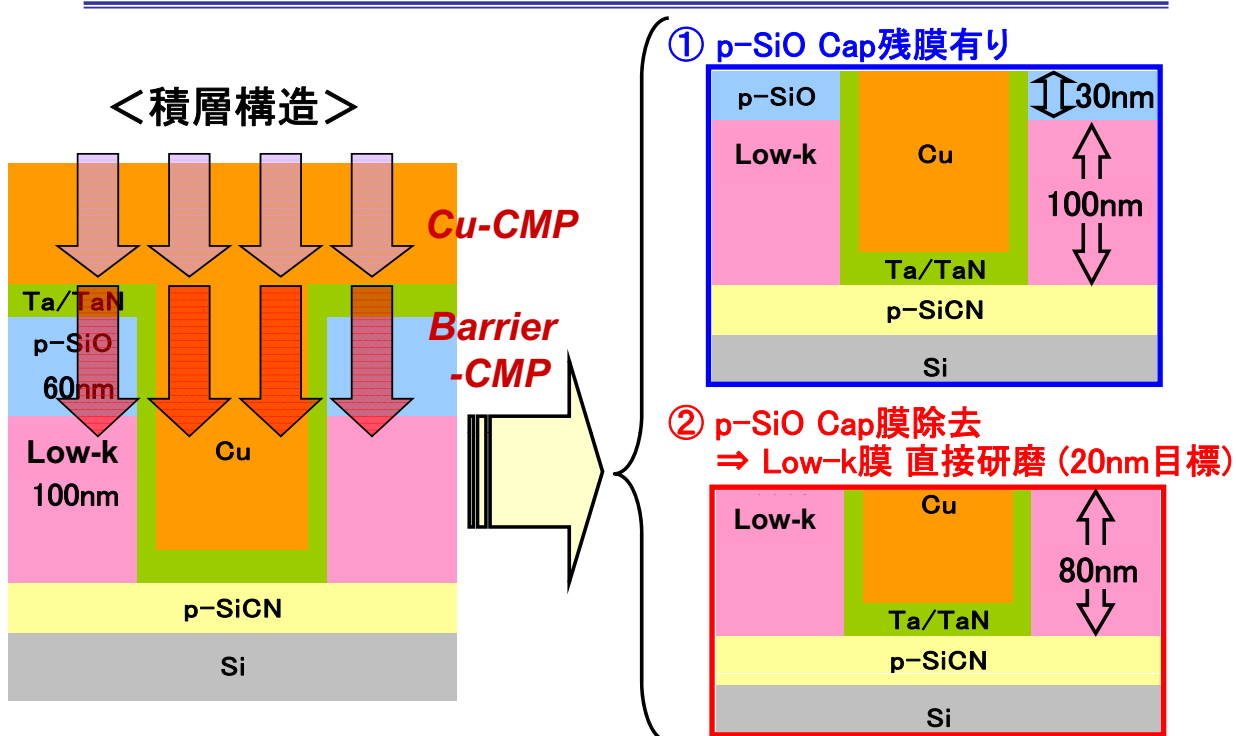 <積層構造>
Cu-CMP
Ta/TaN
p-SiO
60nm
Barrier
-CMP
Low-k
100nm
Cu
p-SiCN
Si
① p-SiO Cap残膜有り
p-SiO
30nm
Low-k
Cu
100nm
Ta/TaN
p-SiCN
Si
② p-SiO Cap膜除去
⇒ Low-k膜 直接研磨 (20nm目標)
Low-k
Cu
80nm
Ta/TaN
p-SiCN
Si